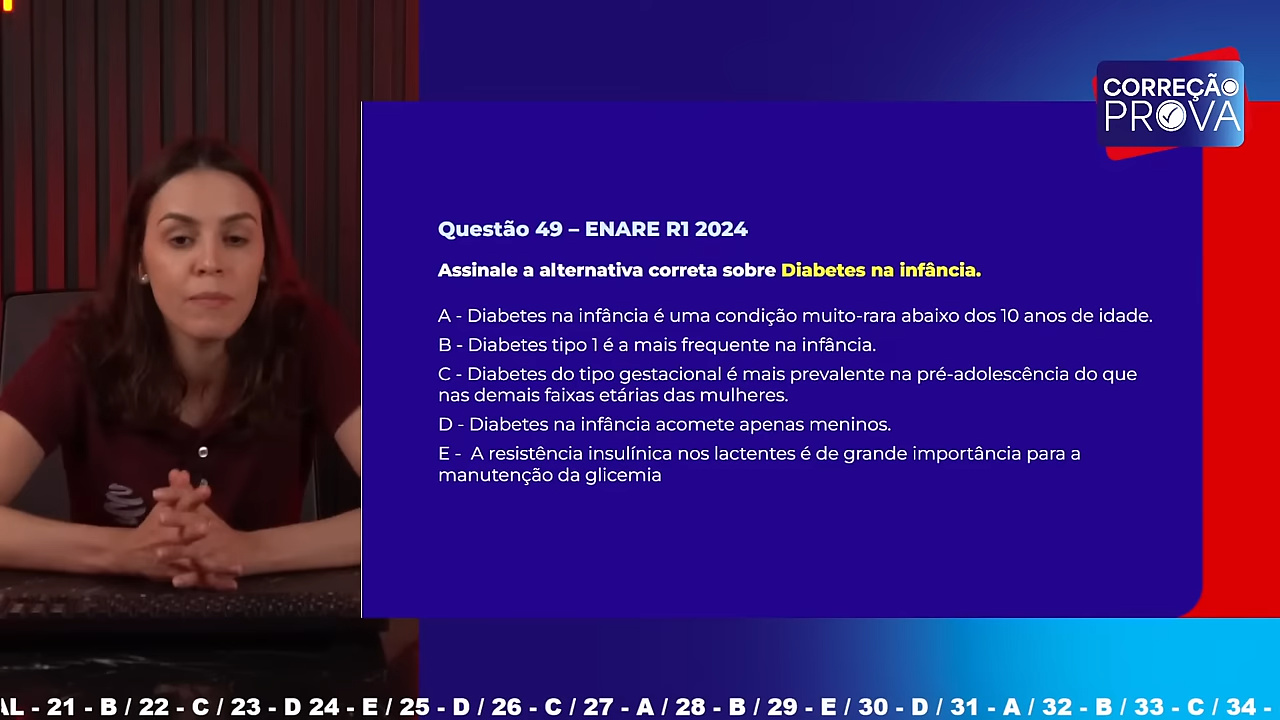 CORREÇÃO
PROVA
Questão 49 – ENARE R1 2024
Assinale a alternativa correta sobre Diabetes na infância.
A - Diabetes na infância é uma condição muito-rara abaixo dos 10 anos de idade.
B - Diabetes tipo 1 é a mais frequente na infância.
C - Diabetes do tipo gestacional é mais prevalente na pré-adolescência do que
nas demais faixas etárias das mulheres.
D - Diabetes na infância acomete apenas meninos.
E - A resistência insulínica nos lactentes é de grande importância para a
manutenção da glicemia
AL - 21 - B / 22 - C / 23 - D 24 - E / 25 - D / 26 - C / 27 - A / 28 - B / 29 - E / 30 - D / 31 - A / 32 - B / 33 - C / 34 -